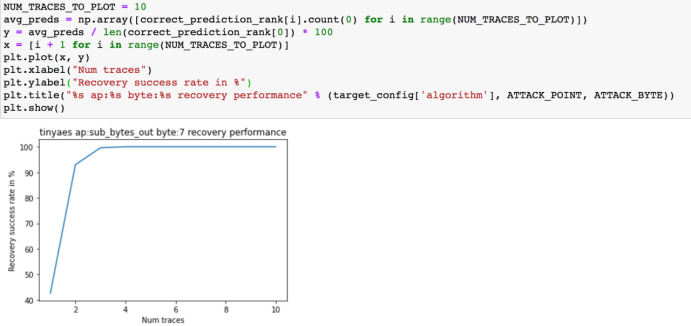 NUM_TRACES_TO_PLOT = 10
avg_preds = np.array([correct_prediction_rank[i].count(0) for i in range(NUM_TRACES_TO_PLOT)])
y = avg_preds / len(correct_prediction_rank[0]) * 100
x = [i + 1 for i in range(NUM_TRACES_TO_PLOT)]
plt.plot(x, y)
plt.xlabel("Num traces")
plt.ylabel("Recovery success rate in %")
plt.title("%s ap:%s byte:%s recovery performance" % (target_config['algorithm'], ATTACK_POINT, ATTACK_BYTE))
plt.show()
tinyaes ap:sub_bytes_out byte:7 recovery performance
Recovery success rate in %
100
90
80
70
60
50
40
2 4 6 8 10
Num traces